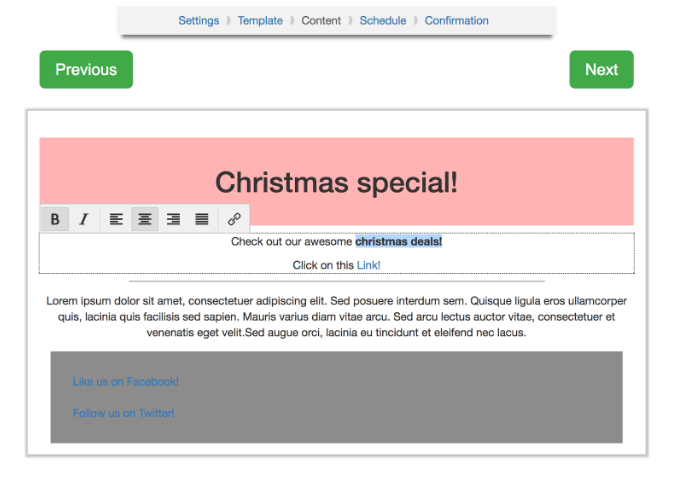 Settings Template Content Schedule Confirmation
Previous Next
Christmas special!
B I
Check out our awesome christmas deals!
Click on this Link!
Lorem ipsum dolor sit amet, consectetuer adipiscing elit. Sed posuere interdum sem. Quisque ligula eros ullamcorper
quis, lacinia quis facilisis sed sapien. Mauris varius diam vitae arcu. Sed arcu lectus auctor vitae, consectetuer et
venenatis eget velit.Sed augue orci, lacinia eu tincidunt et eleifend nec lacus.
Like us on Facebook!
Follow us on Twitter!